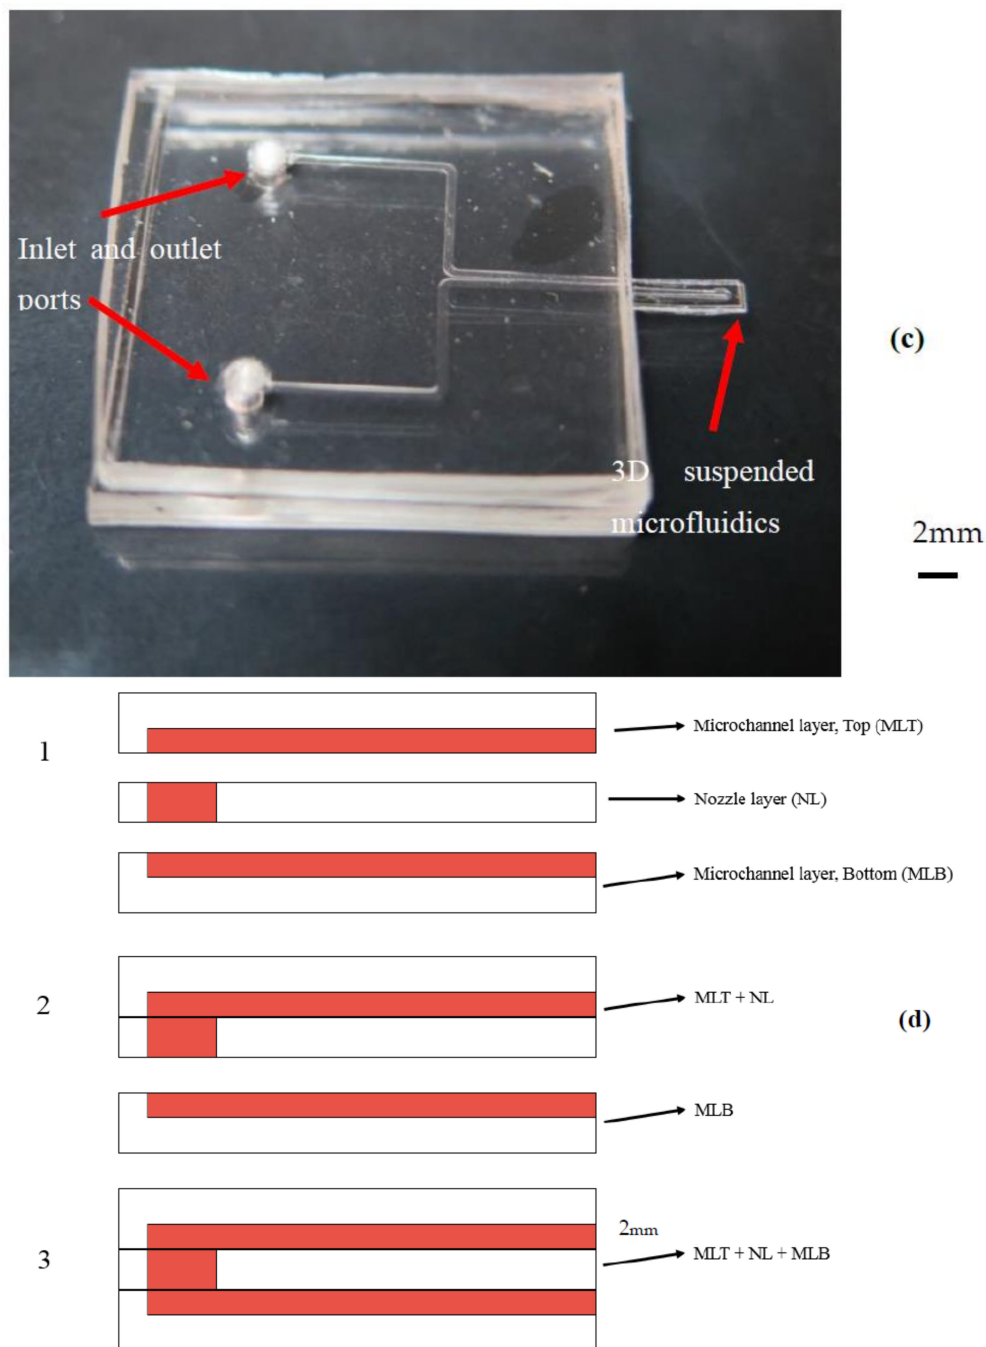 Inlet and outlet
ports
(c)
3D suspended
microfluidics
2mm
1
Microchannel layer, Top (MLT)
Nozzle layer (NL)
Microchannel layer, Bottom (MLB)
2
MLT + NL
(d)
MLB
2mm
3
MLT + NL + MLB